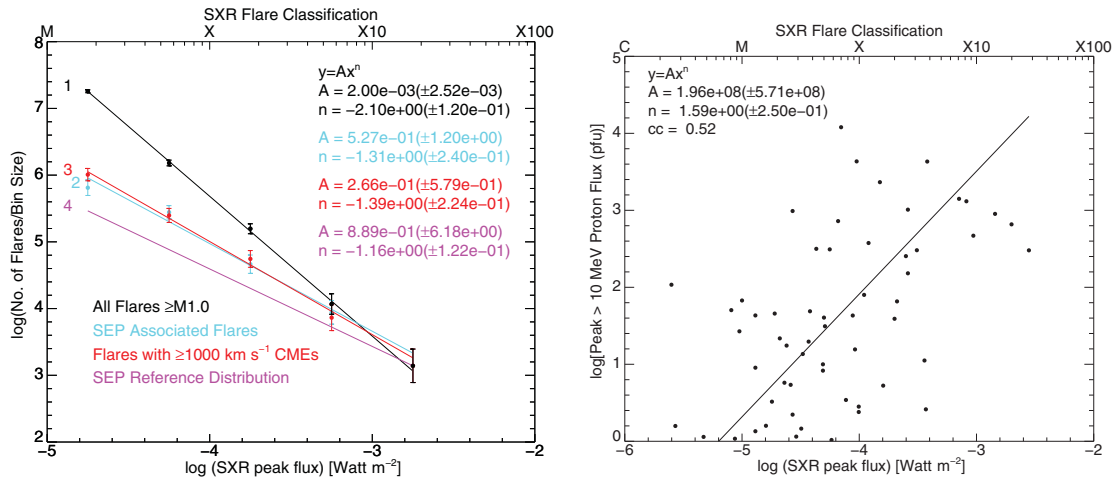 SXR Flare Classification
M X X10 X100
8
7
6
5
4
3
2
log(No. of Flares/Bin Size)
1
3
2
4
y=Axⁿ
A = 2.00e−03(±2.52e−03)
n = −2.10e+00(±1.20e−01)
A = 5.27e−01(±1.20e+00)
n = −1.31e+00(±2.40e−01)
A = 2.66e−01(±5.79e−01)
n = −1.39e+00(±2.24e−01)
A = 8.89e−01(±6.18e+00)
n = −1.16e+00(±1.22e−01)
All Flares ≥M1.0
SEP Associated Flares
Flares with ≥1000 km s⁻¹ CMEs
SEP Reference Distribution
−5 −4 −3 −2
log (SXR peak flux) [Watt m⁻²]
SXR Flare Classification
C M X X10 X100
5
4
3
2
1
0
log[Peak > 10 MeV Proton Flux (pfu)]
y=Axⁿ
A = 1.96e+08(±5.71e+08)
n = 1.59e+00(±2.50e−01)
cc = 0.52
−6 −5 −4 −3 −2
log (SXR peak flux) [Watt m⁻²]